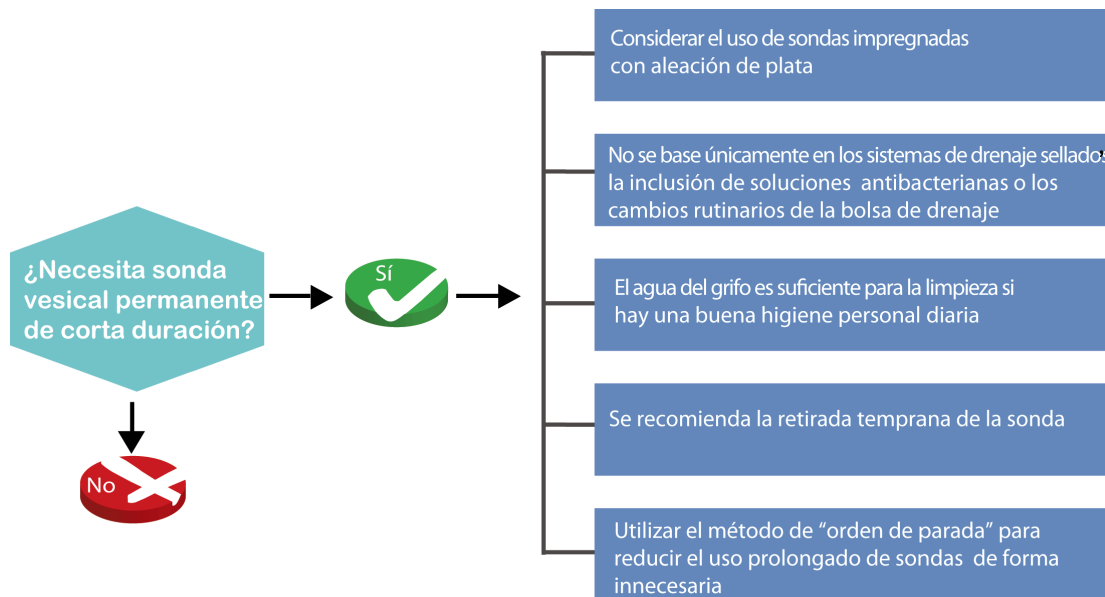 ¿Necesita sonda
vesical permanente
de corta duración?
Sí
No
Considerar el uso de sondas impregnadas
con aleación de plata
No se base únicamente en los sistemas de drenaje sellados,
la inclusión de soluciones antibacterianas o los
cambios rutinarios de la bolsa de drenaje
El agua del grifo es suficiente para la limpieza si
hay una buena higiene personal diaria
Se recomienda la retirada temprana de la sonda
Utilizar el método de “orden de parada” para
reducir el uso prolongado de sondas de forma
innecesaria